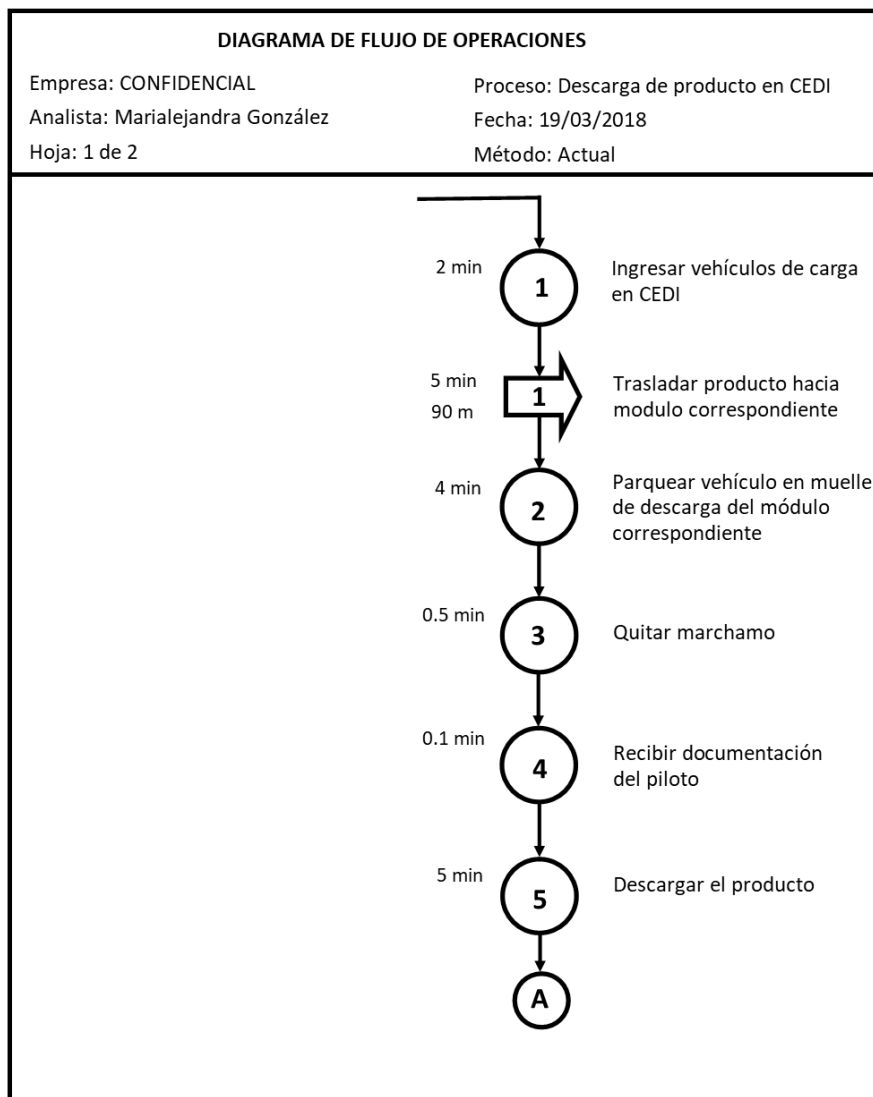 DIAGRAMA DE FLUJO DE OPERACIONES
Empresa: CONFIDENCIAL
Proceso: Descarga de producto en CEDI
Analista: Marialejandra González
Fecha: 19/03/2018
Hoja: 1 de 2
Método: Actual
2 min
1
Ingresar vehículos de carga
en CEDI
5 min
90 m
1
Trasladar producto hacia
modulo correspondiente
4 min
2
Parquear vehículo en muelle
de descarga del módulo
correspondiente
0.5 min
3
Quitar marchamo
0.1 min
4
Recibir documentación
del piloto
5 min
5
Descargar el producto
A